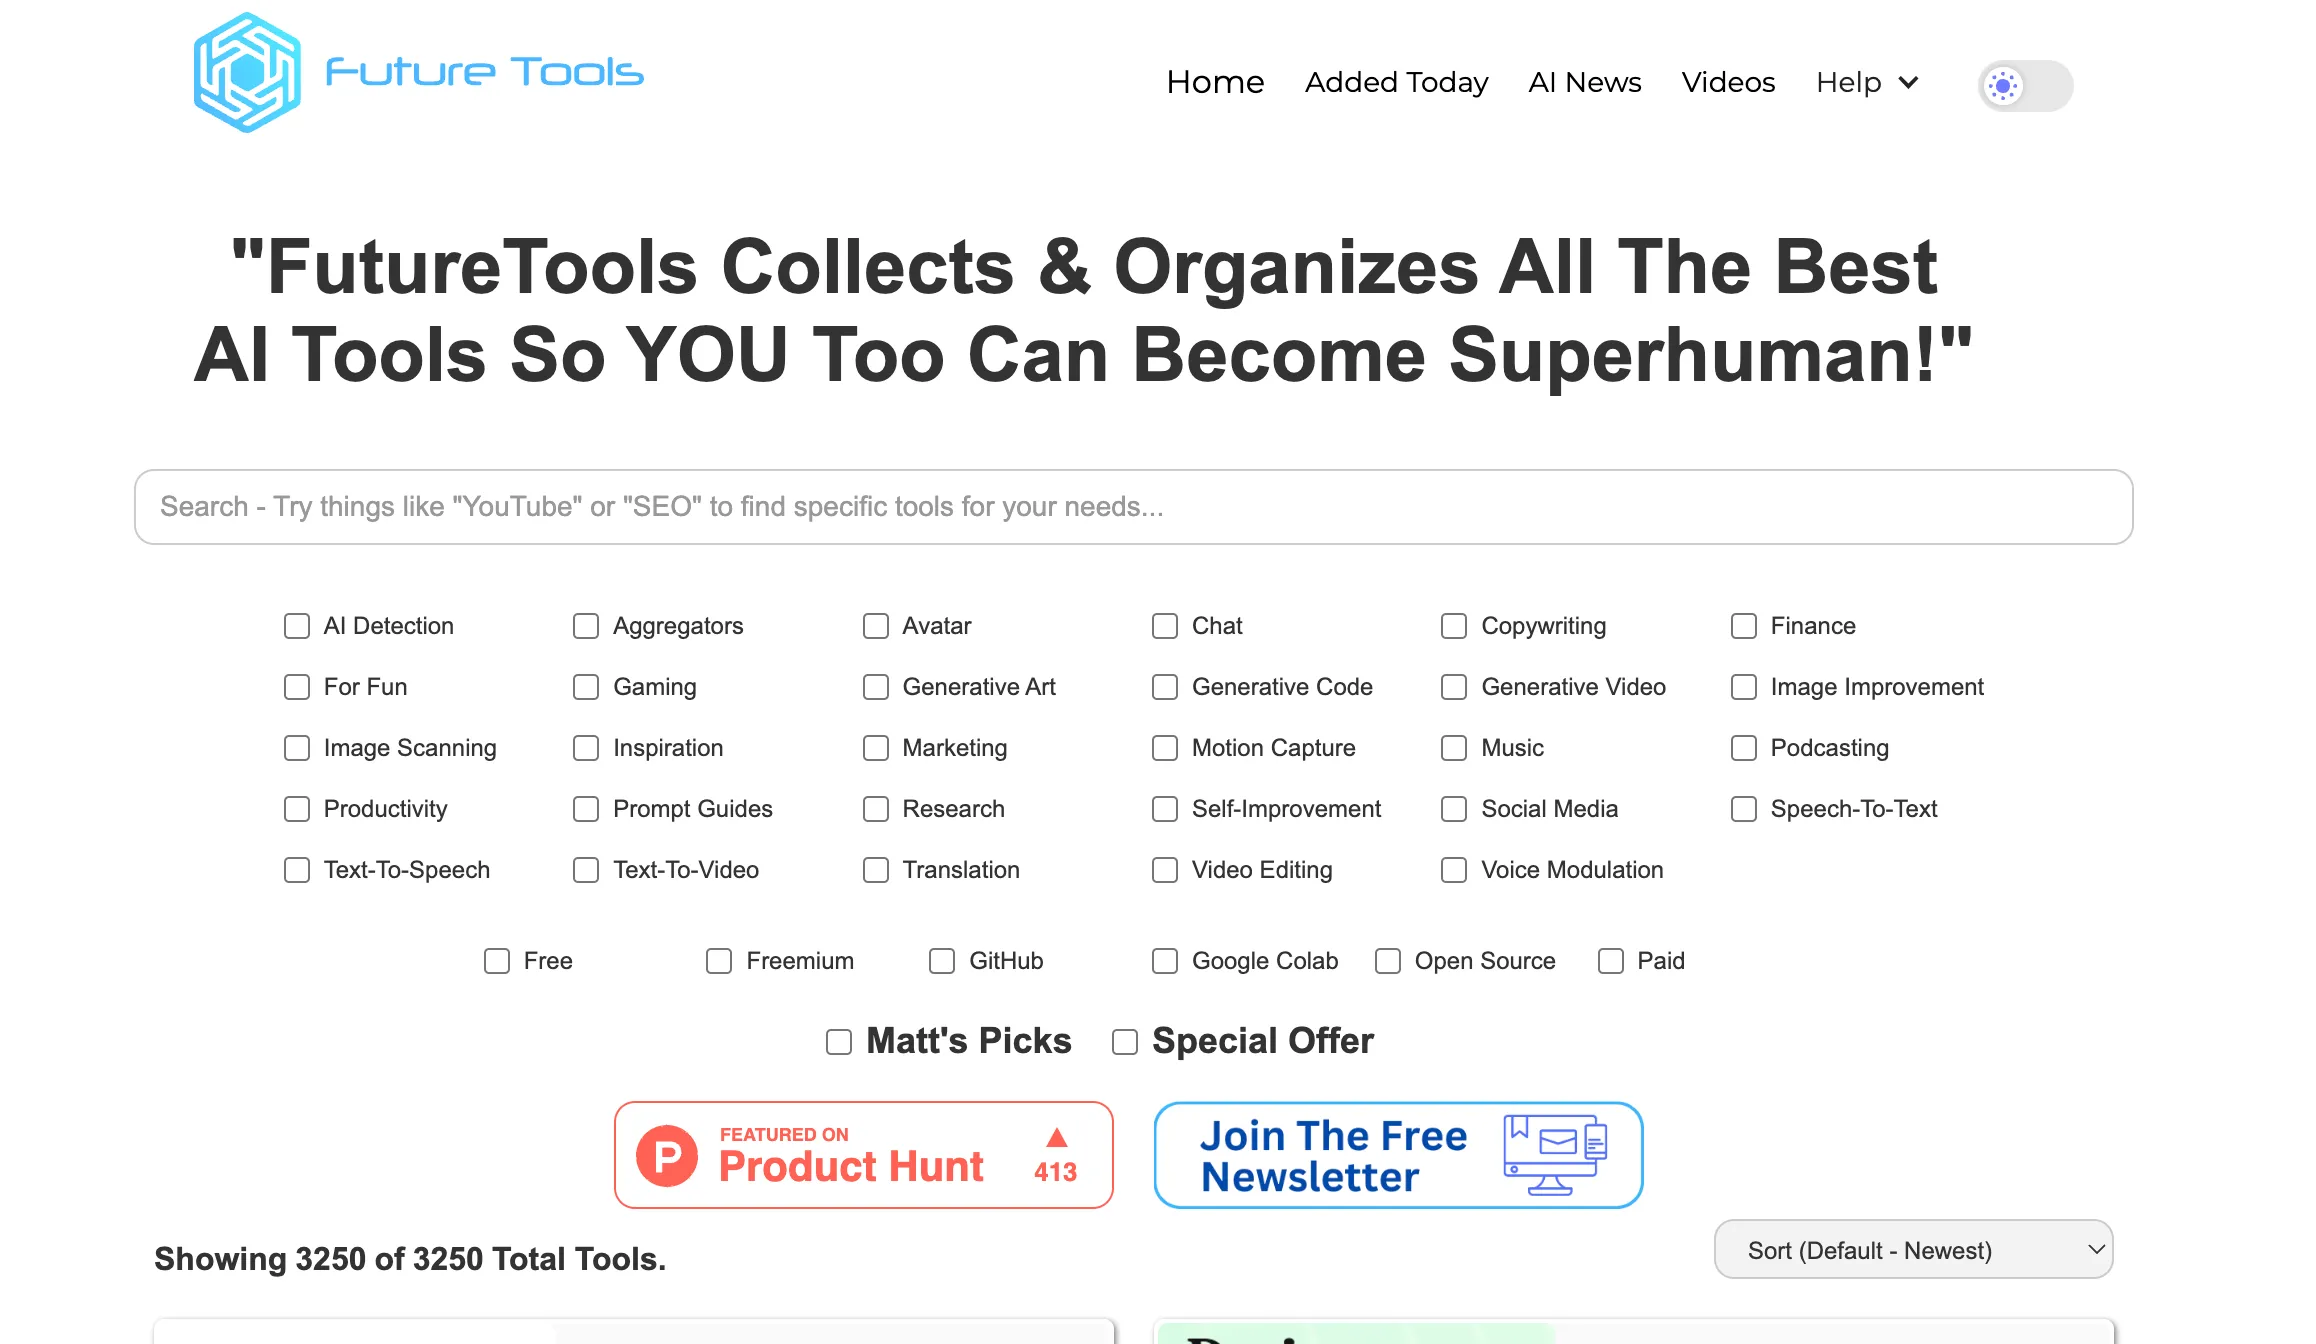 Future Tools
Home Added Today AI News Videos Help
"FutureTools Collects & Organizes All The Best
AI Tools So YOU Too Can Become Superhuman!"
Search - Try things like "YouTube" or "SEO" to find specific tools for your needs...
AI Detection Aggregators Avatar Chat Copywriting Finance
For Fun Gaming Generative Art Generative Code Generative Video Image Improvement
Image Scanning Inspiration Marketing Motion Capture Music Podcasting
Productivity Prompt Guides Research Self-Improvement Social Media Speech-To-Text
Text-To-Speech Text-To-Video Translation Video Editing Voice Modulation
Free Freemium GitHub Google Colab Open Source Paid
Matt's Picks Special Offer
P
FEATURED ON
Product Hunt
413
Join The Free
Newsletter
Showing 3250 of 3250 Total Tools.
Sort (Default - Newest)